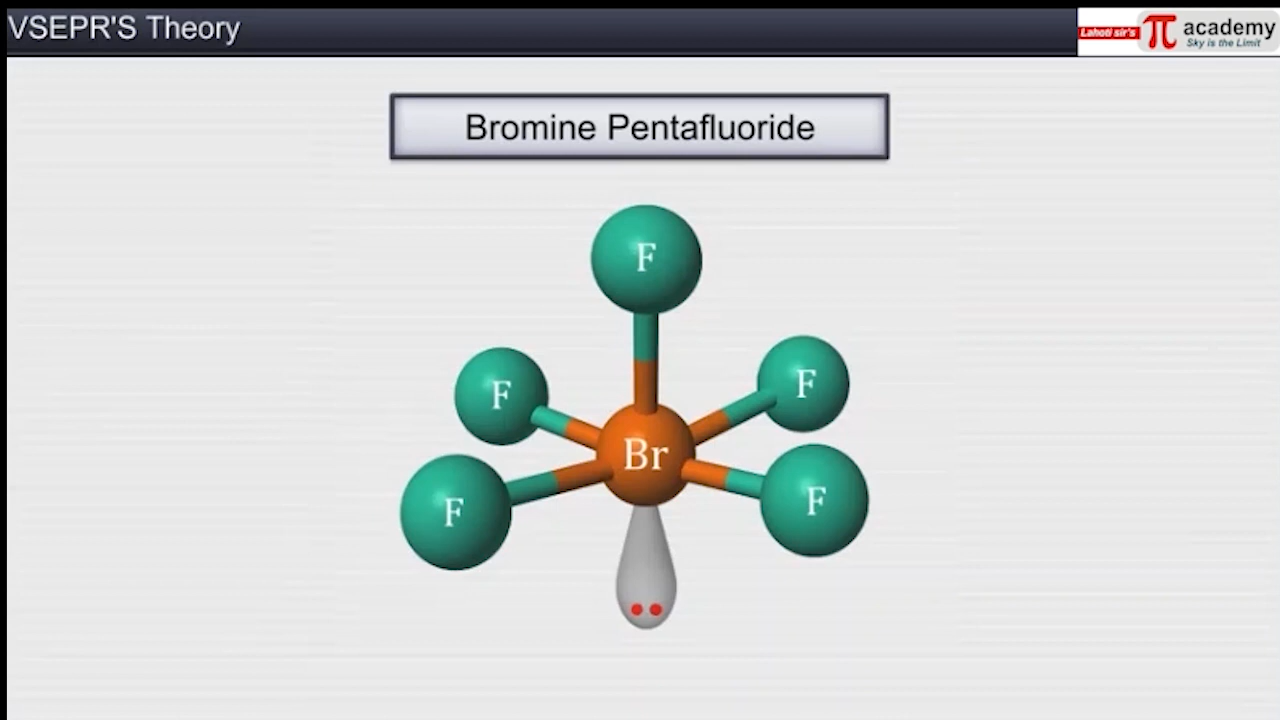 VSEPR'S Theory
Lahoti sir's π academy
Sky is the Limit
Bromine Pentafluoride
F
F
F
Br
F
F